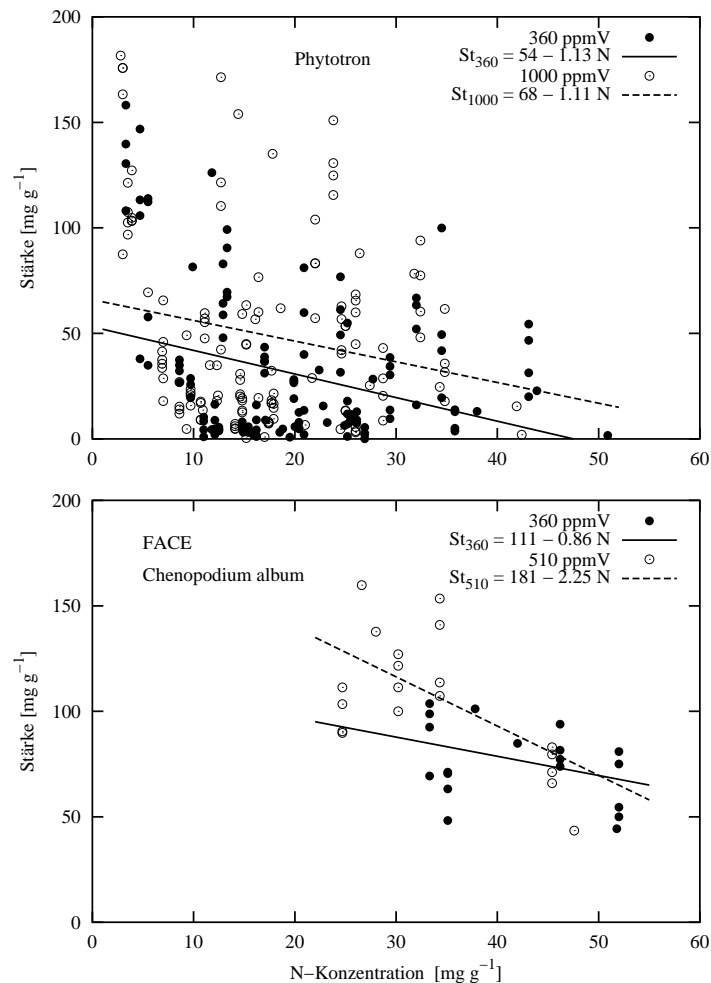 200
150
100
50
0
Stärke [mg g⁻¹]
Phytotron
360 ppmV
St₃₆₀ = 54 − 1.13 N
1000 ppmV
St₁₀₀₀ = 68 − 1.11 N
0 10 20 30 40 50 60
200
150
100
50
0
Stärke [mg g⁻¹]
FACE
Chenopodium album
360 ppmV
St₃₆₀ = 111 − 0.86 N
510 ppmV
St₅₁₀ = 181 − 2.25 N
0 10 20 30 40 50 60
N−Konzentration [mg g⁻¹]